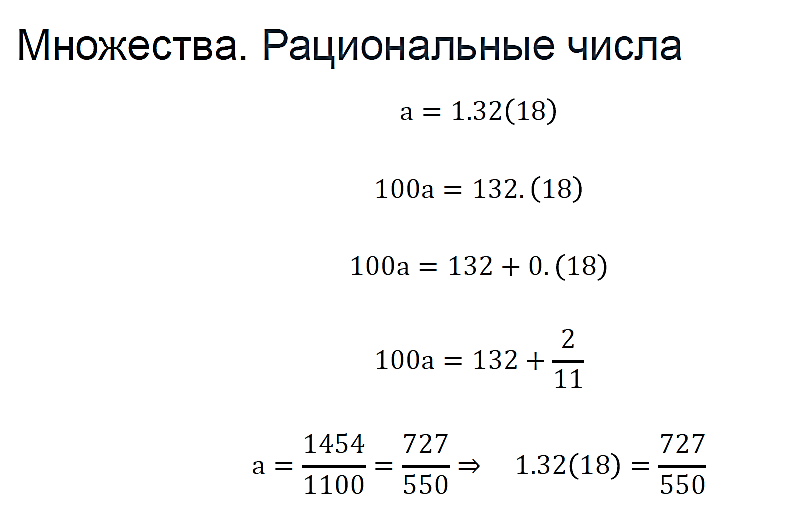 Множества. Рациональные числа
a = 1.32(18)
100a = 132. (18)
100a = 132 + 0. (18)
100a = 132 + 2/11
a = 1454/1100 = 727/550 ⇒ 1.32(18) = 727/550